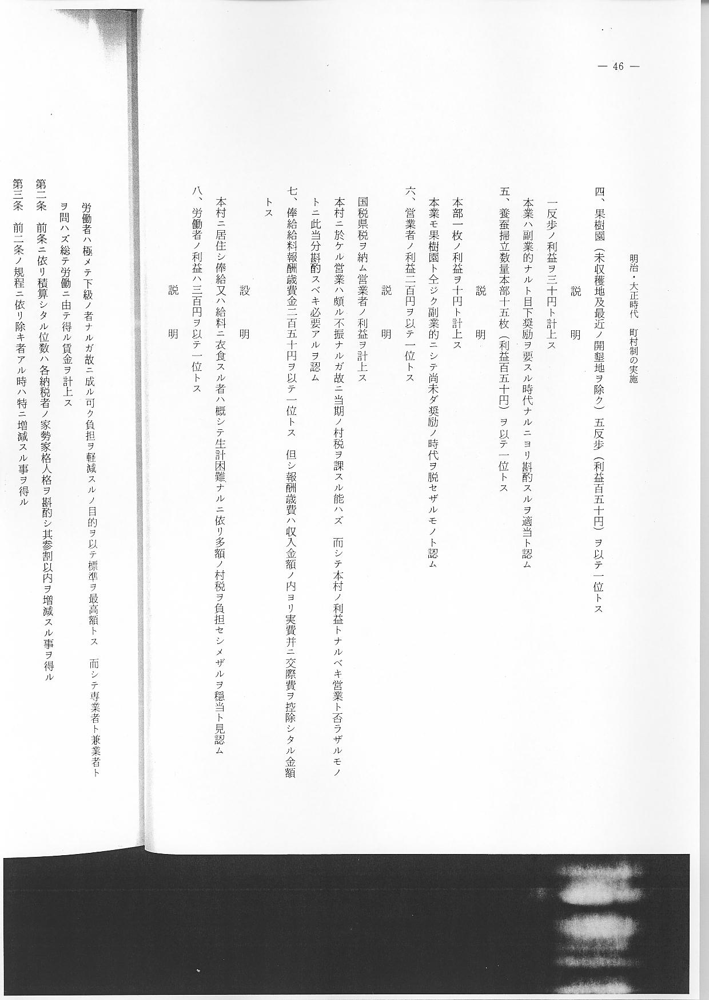 ― 46 ―
明治・大正時代　町村制の実施
四、果樹園（未収穫地及最近ノ開墾地ヲ除ク）五反歩（利益百五十円）ヲ以テ一位トス
説　　明
一反歩ノ利益ヲ三十円ト計上ス
本業ハ副業的ナルト目下奨励ヲ要スル時代ナルニヨリ斟酌スルヲ適当ト認ム
五、養蚕掃立数量本部十五枚（利益百五十円）ヲ以テ一位トス
説　　明
本部一枚ノ利益ヲ十円ト計上ス
本業モ果樹園ト仝ジク副業的ニシテ尚未ダ奨励ノ時代ヲ脱セザルモノト認ム
六、営業者ノ利益二百円ヲ以テ一位トス
説　　明
国税県税ヲ納ム営業者ノ利益ヲ計上ス
本村ニ於ケル営業ハ頗ル不振ナルガ故ニ当期ノ村税ヲ課スル能ハズ　而シテ本村ノ利益トナルベキ営業ト否ラザルモノ
トニ此当分斟酌スベキ必要アルヲ認ム
七、俸給給料報酬歳費金二百五十円ヲ以テ一位トス　但シ報酬歳費ハ収入金額ノ内ヨリ実費并ニ交際費ヲ控除シタル金額
トス
設　　明
本村ニ居住シ俸給又ハ給料ニ衣食スル者ハ概シテ生計困難ナルニ依リ多額ノ村税ヲ負担セシメザルヲ穏当ト見認ム
八、労働者ノ利益ハ三百円ヲ以テ一位トス
説　　明
労働者ハ極メテ下級ノ者ナルガ故ニ成ル可ク負担ヲ軽減スルノ目的ヲ以テ標準ヲ最高額トス　而シテ専業者ト兼業者ト
ヲ問ハズ総テ労働ニ由テ得ル賃金ヲ計上ス
第二条　前条ニ依リ積算シタル位数ハ各納税者ノ家勢家格人格ヲ斟酌シ其参割以内ヲ増減スル事ヲ得ル
第三条　前二条ノ規程ニ依リ除キ者アル時ハ特ニ増減スル事ヲ得ル